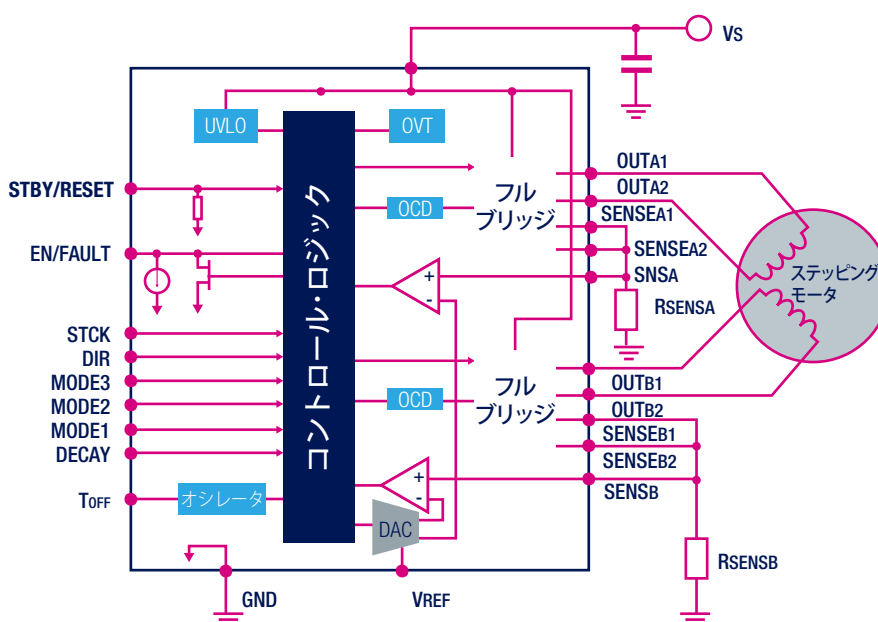 VS
UVLO
OVT
STBY/RESET
OCD
フル
ブリッジ
OUTA1
OUTA2
SENSEA1
SENSEA2
SNSA
RSENSA
EN/FAULT
+
-
ステッピング
モータ
コントロール・ロジック
STCK
DIR
MODE3
MODE2
MODE1
DECAY
OCD
フル
ブリッジ
OUTB1
OUTB2
SENSEB1
SENSEB2
SENSB
TOFF
オシレータ
+
-
DAC
RSENSB
GND
VREF